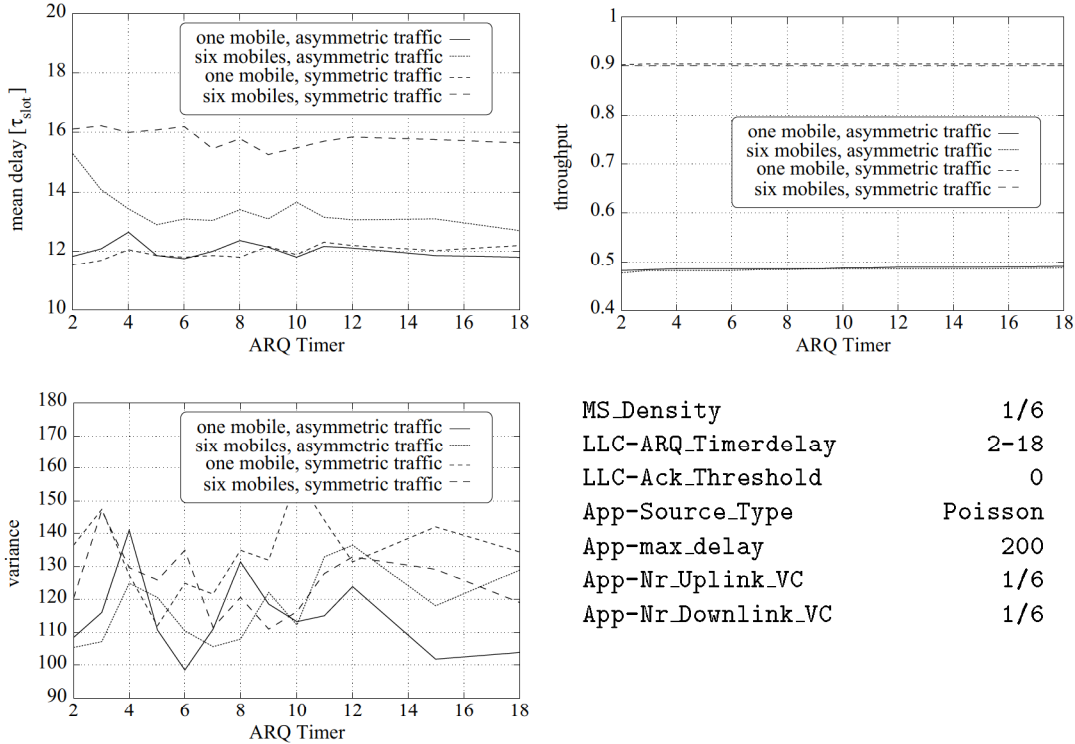 20
18
16
14
12
10
mean delay [τslot]
one mobile, asymmetric traffic
six mobiles, asymmetric traffic
one mobile, symmetric traffic
six mobiles, symmetric traffic
2 4 6 8 10 12 14 16 18
ARQ Timer
1
0.9
0.8
0.7
0.6
0.5
0.4
throughput
one mobile, asymmetric traffic
six mobiles, asymmetric traffic
one mobile, symmetric traffic
six mobiles, symmetric traffic
2 4 6 8 10 12 14 16 18
ARQ Timer
180
170
160
150
140
130
120
110
100
90
variance
one mobile, asymmetric traffic
six mobiles, asymmetric traffic
one mobile, symmetric traffic
six mobiles, symmetric traffic
2 4 6 8 10 12 14 16 18
ARQ Timer
MS_Density 1/6
LLC-ARQ_Timerdelay 2-18
LLC-Ack_Threshold 0
App-Source_Type Poisson
App-max_delay 200
App-Nr_Uplink_VC 1/6
App-Nr_Downlink_VC 1/6